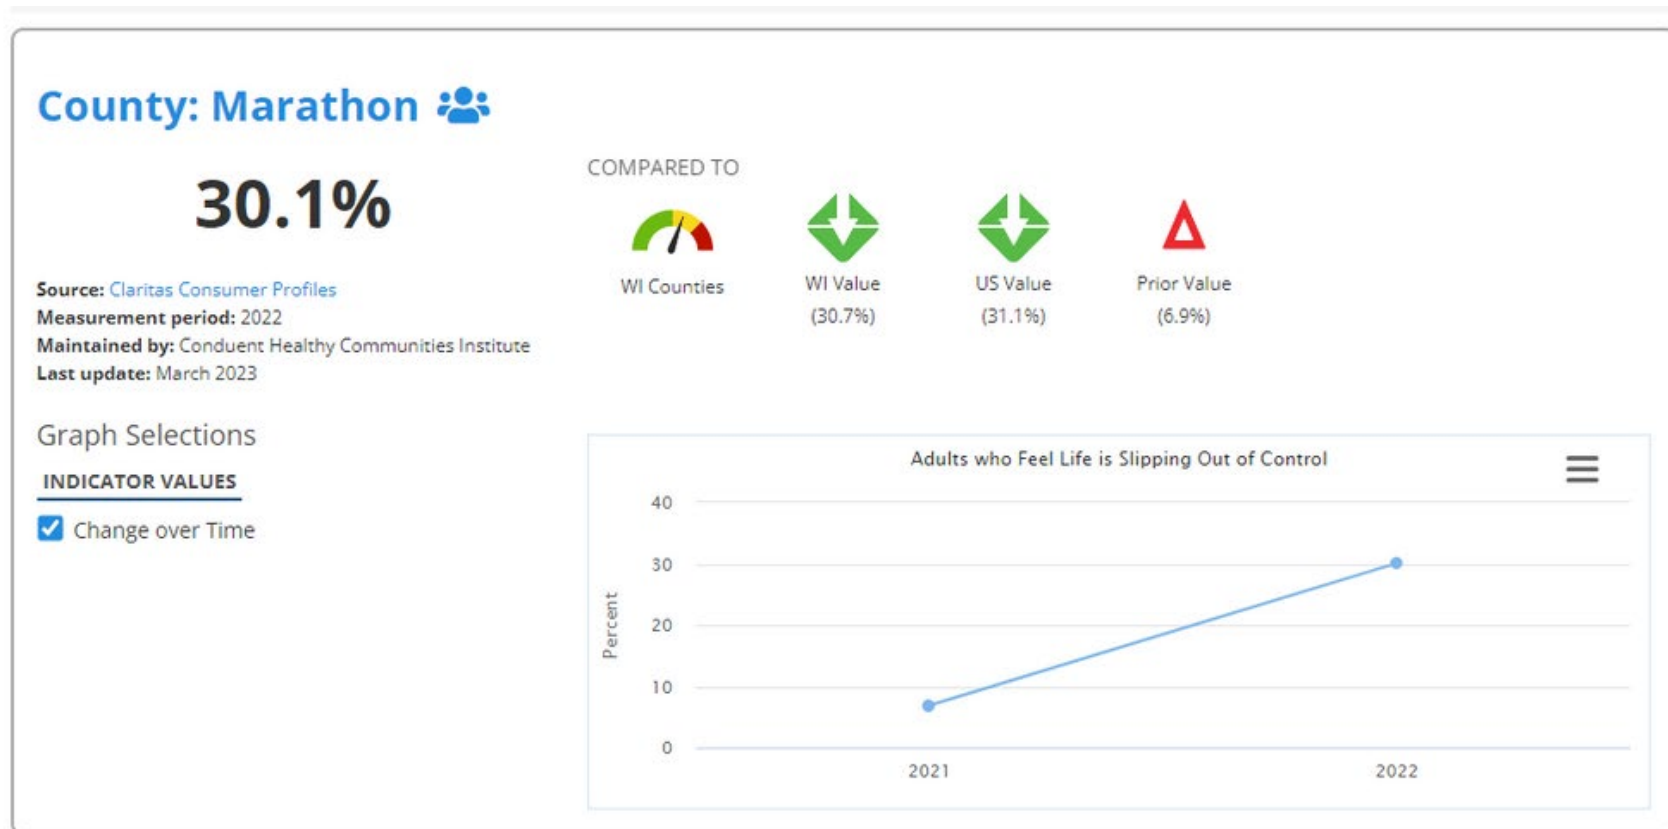 County: Marathon
30.1%
Source: Claritas Consumer Profiles
Measurement period: 2022
Maintained by: Conduent Healthy Communities Institute
Last update: March 2023
COMPARED TO
WI Counties
WI Value
(30.7%)
US Value
(31.1%)
Prior Value
(6.9%)
Graph Selections
INDICATOR VALUES
Change over Time
Adults who Feel Life is Slipping Out of Control
Percent
40
30
20
10
0
2021
2022